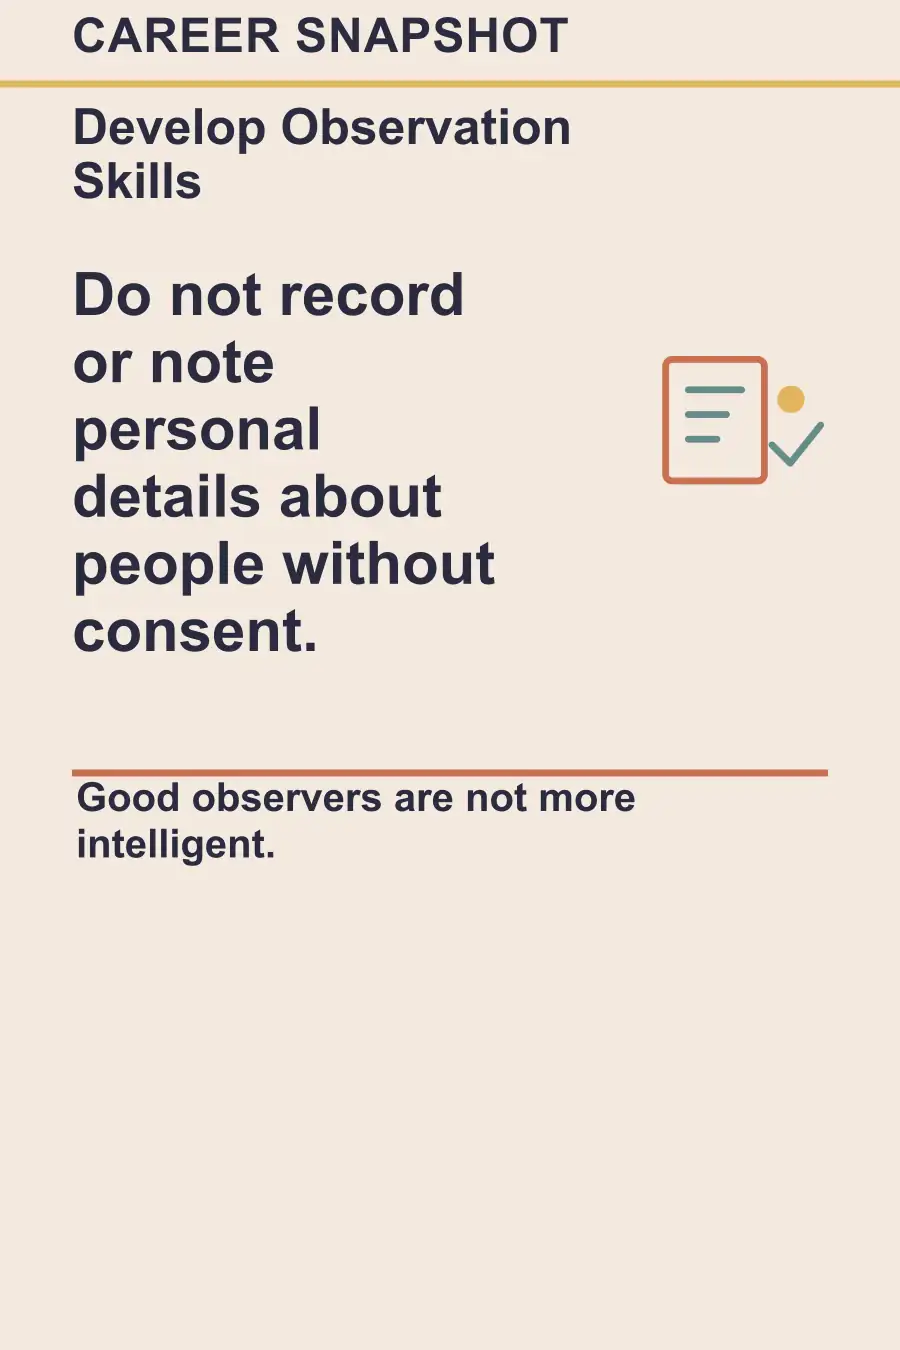 CAREER SNAPSHOT
Develop Observation
Skills
Do not record
or note
personal
details about
people without
consent.
Good observers are not more
intelligent.